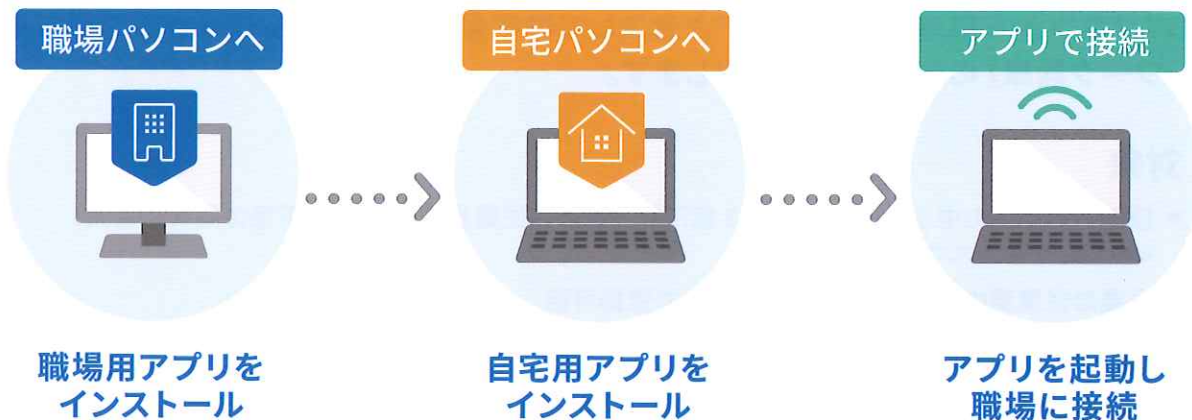 職場パソコンへ
自宅パソコンへ
アプリで接続
職場用アプリを
インストール
自宅用アプリを
インストール
アプリを起動し
職場に接続